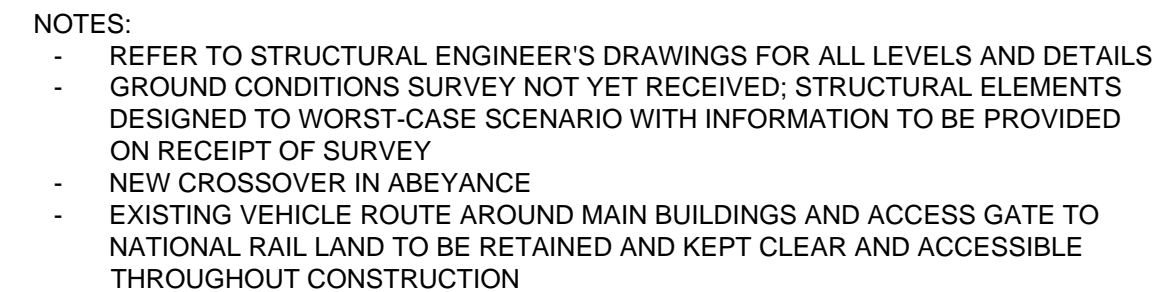 NOTES:
- REFER TO STRUCTURAL ENGINEER'S DRAWINGS FOR ALL LEVELS AND DETAILS
- GROUND CONDITIONS SURVEY NOT YET RECEIVED; STRUCTURAL ELEMENTS
DESIGNED TO WORST-CASE SCENARIO WITH INFORMATION TO BE PROVIDED
ON RECEIPT OF SURVEY
- NEW CROSSOVER IN ABEYANCE
- EXISTING VEHICLE ROUTE AROUND MAIN BUILDINGS AND ACCESS GATE TO
NATIONAL RAIL LAND TO BE RETAINED AND KEPT CLEAR AND ACCESSIBLE
THROUGHOUT CONSTRUCTION